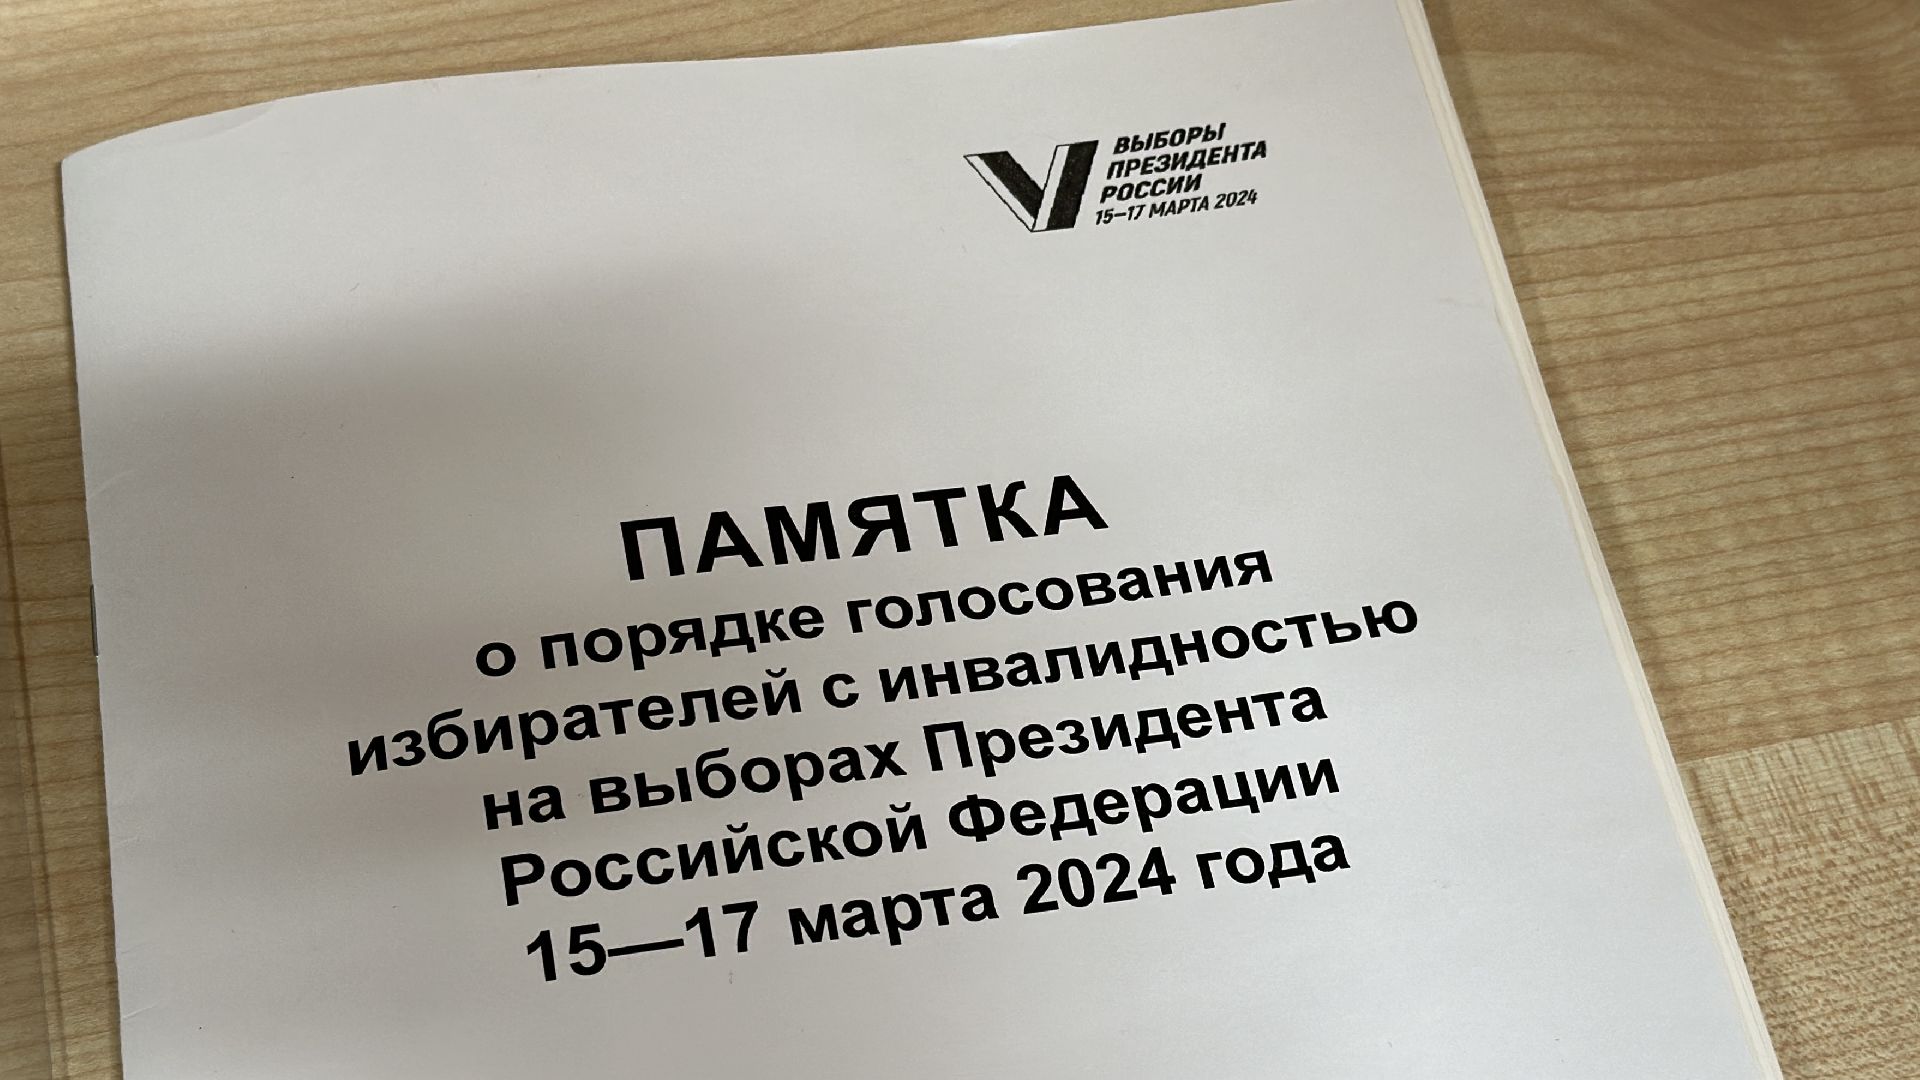 ВЫБОРЫ
ПРЕЗИДЕНТА
РОССИИ
15–17 МАРТА 2024
ПАМЯТКА
о порядке голосования
избирателей с инвалидностью
на выборах Президента
Российской Федерации
15—17 марта 2024 года